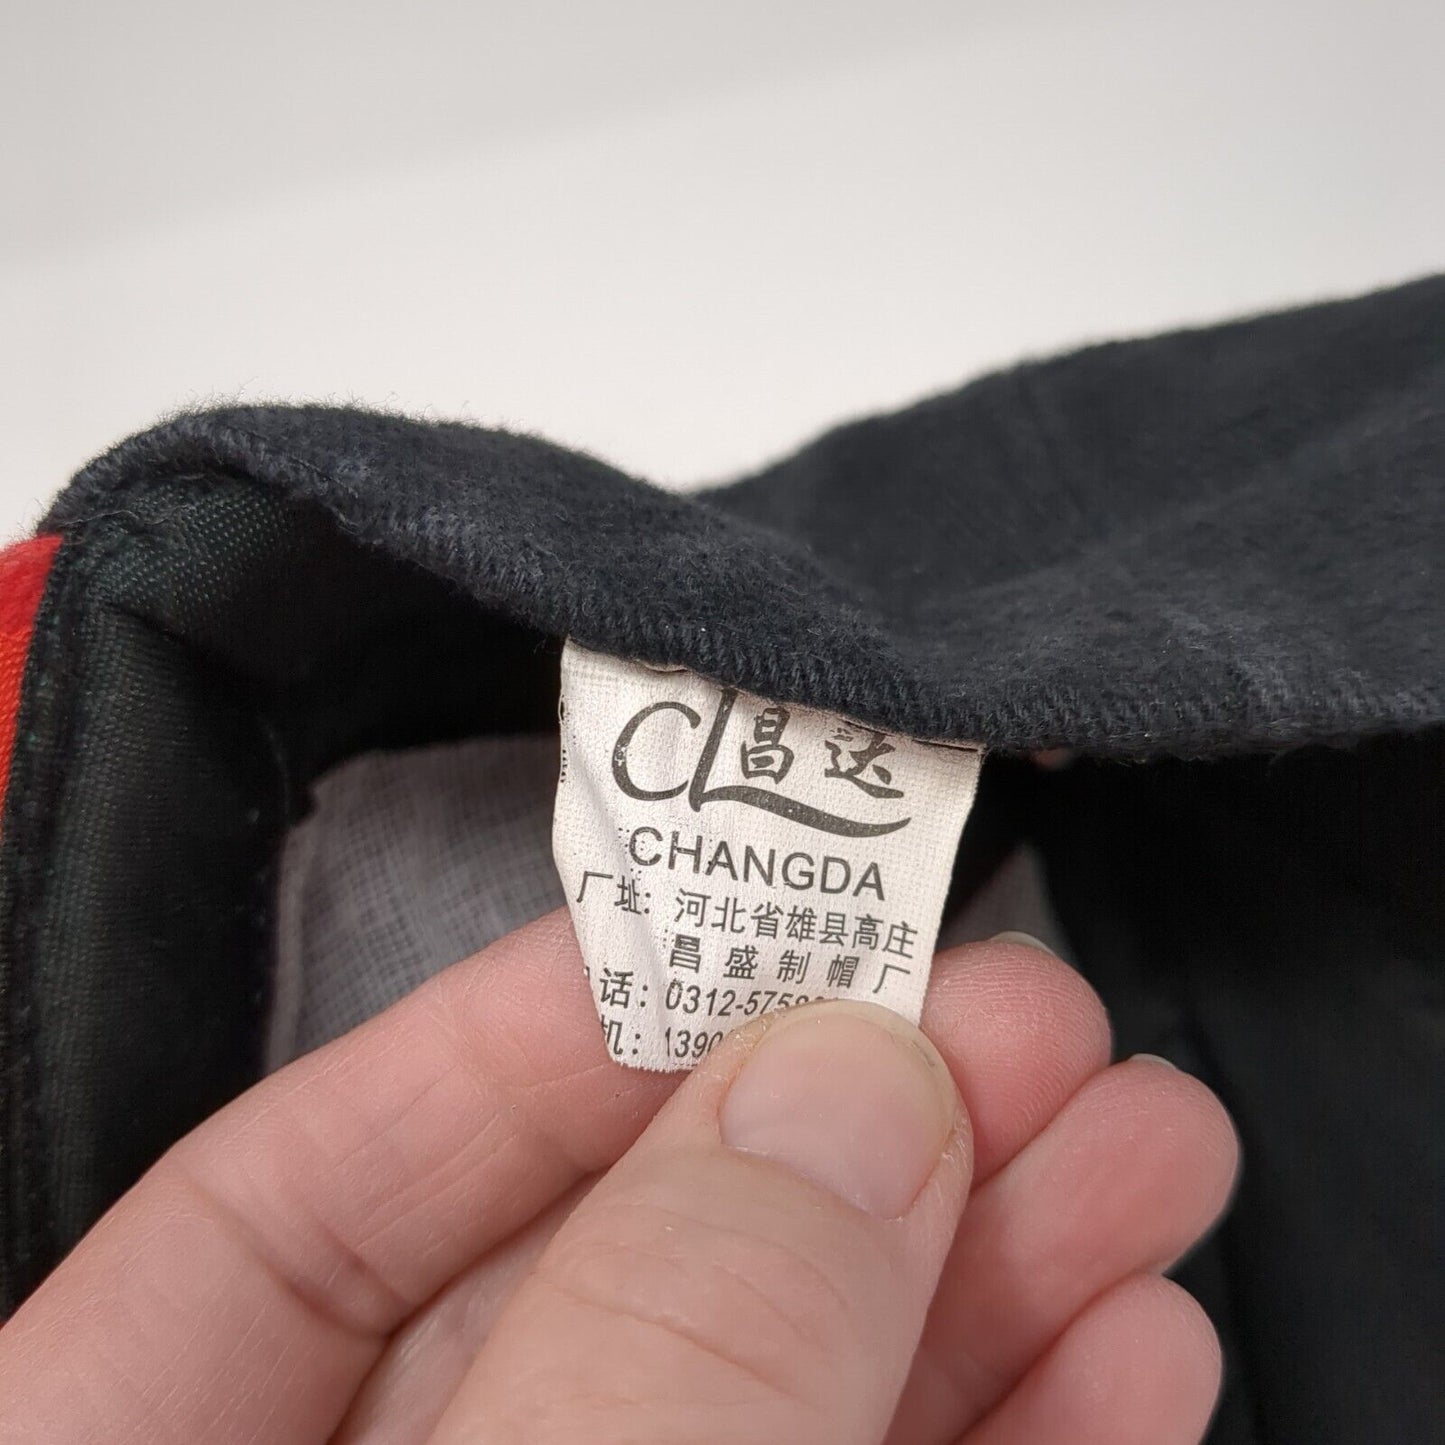 CL昌达
CHANGDA
厂址：河北省雄县高庄
昌盛制帽厂
话：0312-575
机：1390